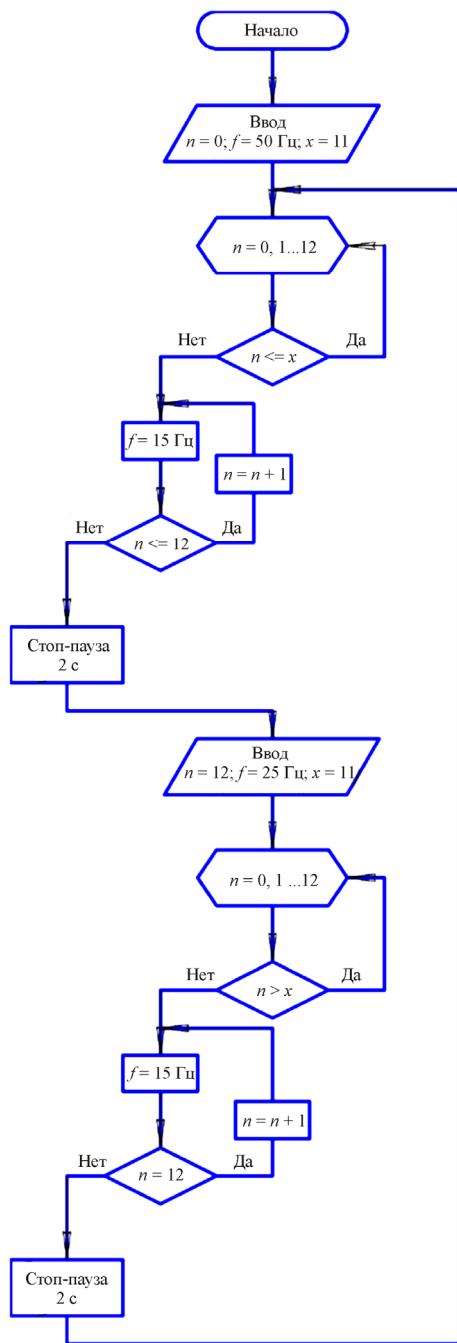 Начало
Ввод
n = 0; f = 50 Гц; x = 11
n = 0, 1...12
Нет
Да
n <= x
f = 15 Гц
n = n + 1
Нет
Да
n <= 12
Стоп-пауза
2 с
Ввод
n = 12; f = 25 Гц; x = 11
n = 0, 1 ...12
Нет
Да
n > x
f = 15 Гц
n = n + 1
Нет
Да
n = 12
Стоп-пауза
2 с